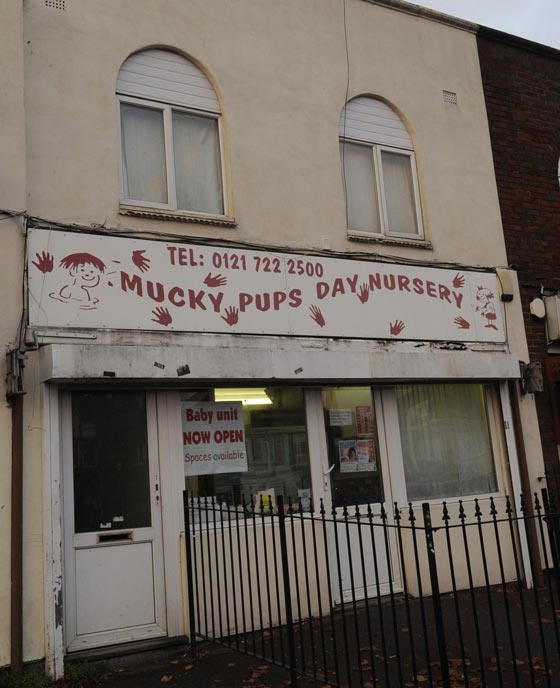 TEL: 0121 722 2500
MUCKY PUPS DAY NURSERY
Baby unit
NOW OPEN
Spaces available